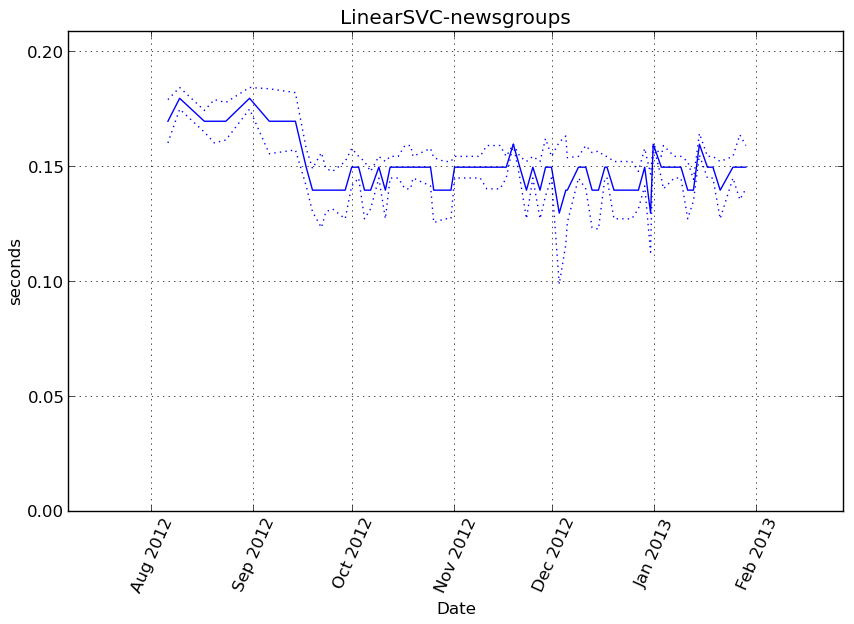 LinearSVC-newsgroups
0.20
0.15
0.10
0.05
0.00
seconds
Aug 2012
Sep 2012
Oct 2012
Nov 2012
Dec 2012
Jan 2013
Feb 2013
Date